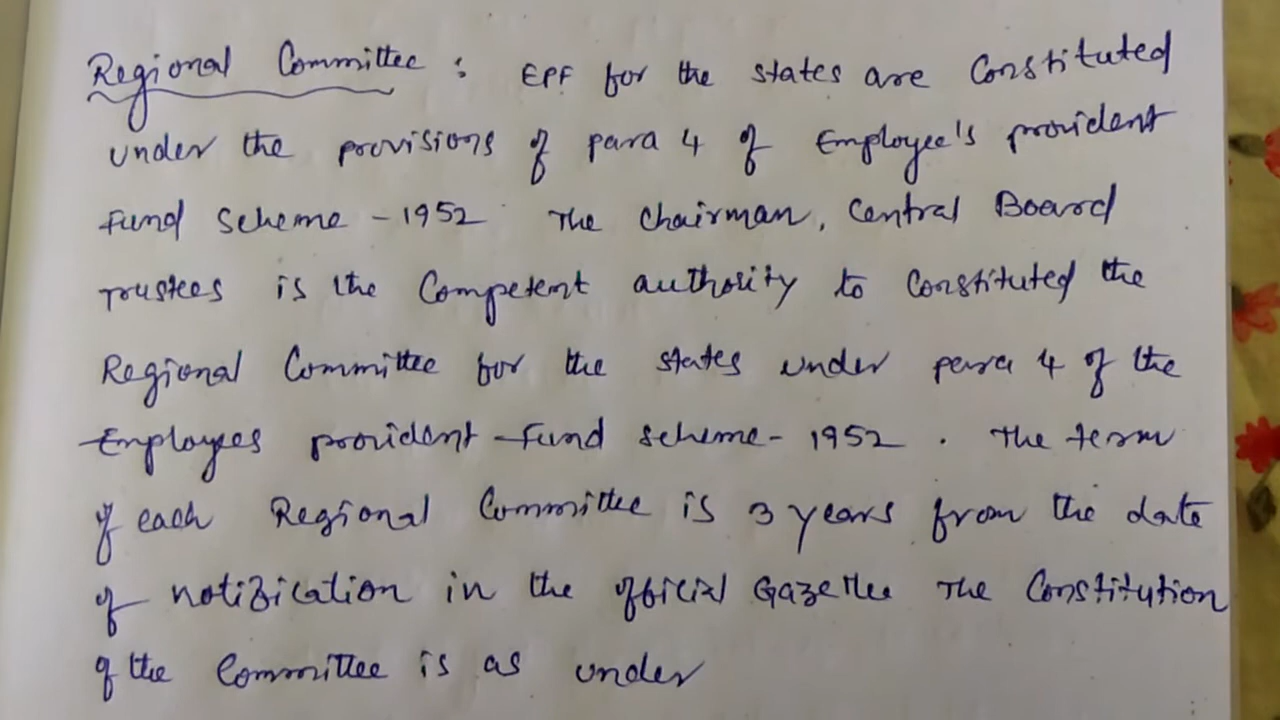 Regional Committee : EPF for the states are Constituted
under the provisions of para 4 of Employee's provident
Fund Scheme - 1952 The Chairman, Central Board
Trustees is the Competent authority to Constituted the
Regional Committee for the states under para 4 of the
Employees provident Fund scheme - 1952 . The term
of each Regional Committee is 3 years from the date
of notification in the official Gazettee The Constitution
of the Committee is as under